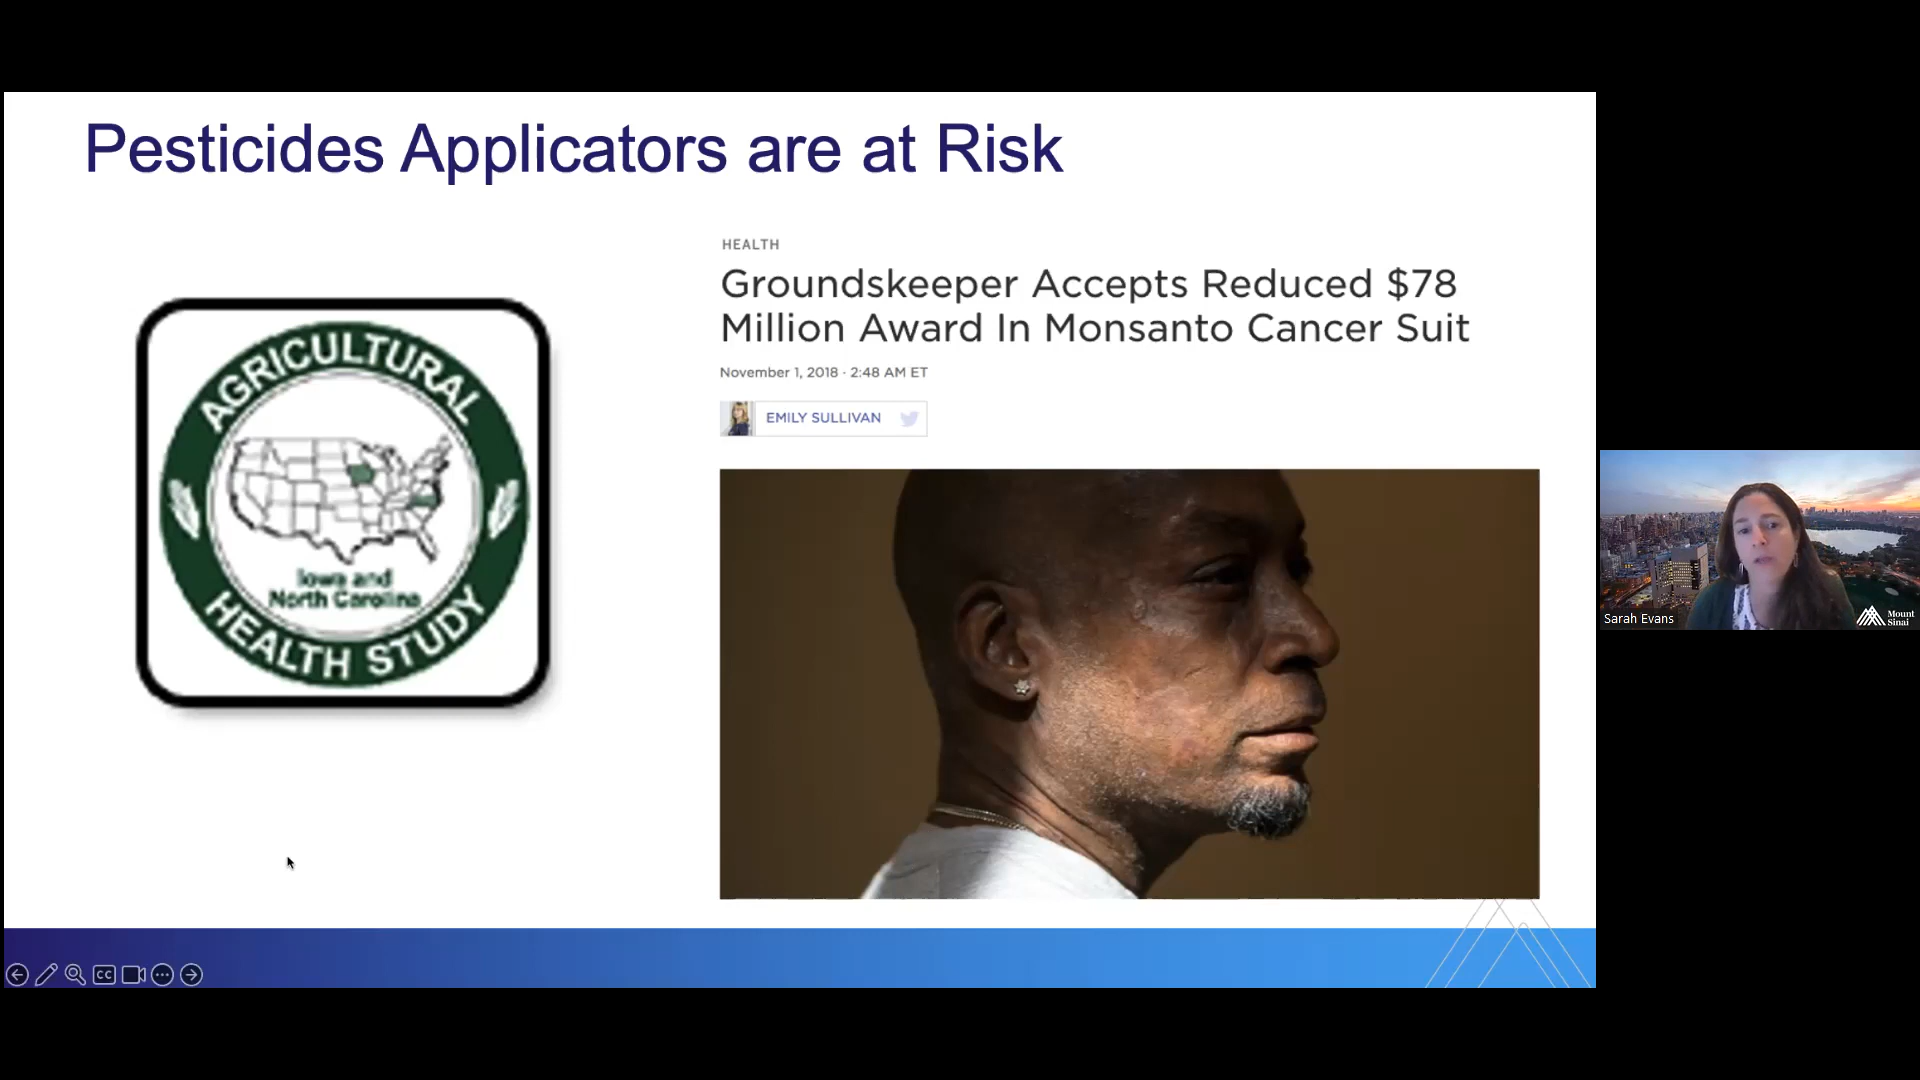 Pesticides Applicators are at Risk
HEALTH
Groundskeeper Accepts Reduced $78
Million Award In Monsanto Cancer Suit
November 1, 2018 · 2:48 AM ET
EMILY SULLIVAN
AGRICULTURAL
Iowa and
North Carolina
HEALTH STUDY
Sarah Evans
Mount
Sinai
CC